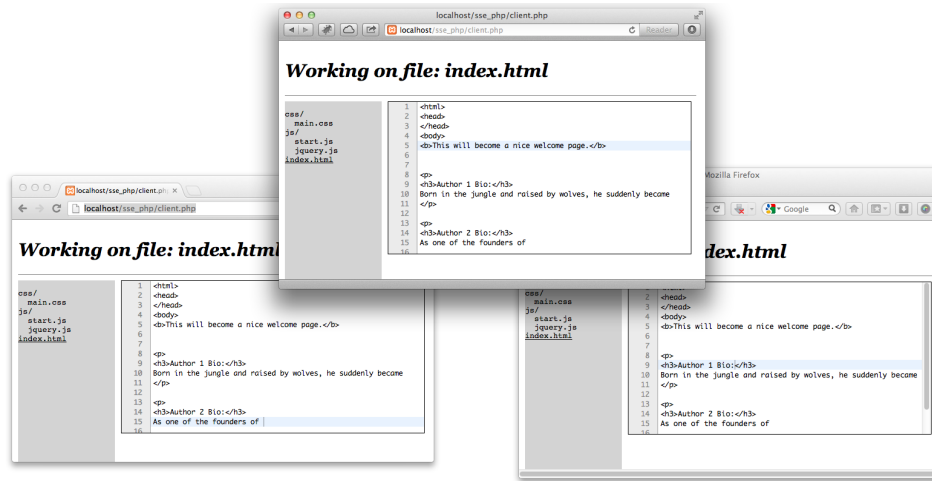 localhost/sse_php/client.php
localhost/sse_php/client.php
Reader
Working on file: index.html
css/
main.css
js/
start.js
jquery.js
index.html
1 <html>
2 <head>
3 </head>
4 <body>
5 <b>This will become a nice welcome page.</b>
6
7
8 <p>
9 <h3>Author 1 Bio:</h3>
10 Born in the jungle and raised by wolves, he suddenly became
11 </p>
12
13 <p>
14 <h3>Author 2 Bio:</h3>
15 As one of the founders of
16
localhost/sse_php/client.ph
localhost/sse_php/client.php
Working on file: index.html
css/
main.css
js/
start.js
jquery.js
index.html
1 <html>
2 <head>
3 </head>
4 <body>
5 <b>This will become a nice welcome page.</b>
6
7
8 <p>
9 <h3>Author 1 Bio:</h3>
10 Born in the jungle and raised by wolves, he suddenly became
11 </p>
12
13 <p>
14 <h3>Author 2 Bio:</h3>
15 As one of the founders of
16
Mozilla Firefox
Google
dex.html
css/
main.css
js/
start.js
jquery.js
index.html
2 <head>
3 </head>
4 <body>
5 <b>This will become a nice welcome page.</b>
6
7
8 <p>
9 <h3>Author 1 Bio:</h3>
10 Born in the jungle and raised by wolves, he suddenly became
11 </p>
12
13 <p>
14 <h3>Author 2 Bio:</h3>
15 As one of the founders of
16